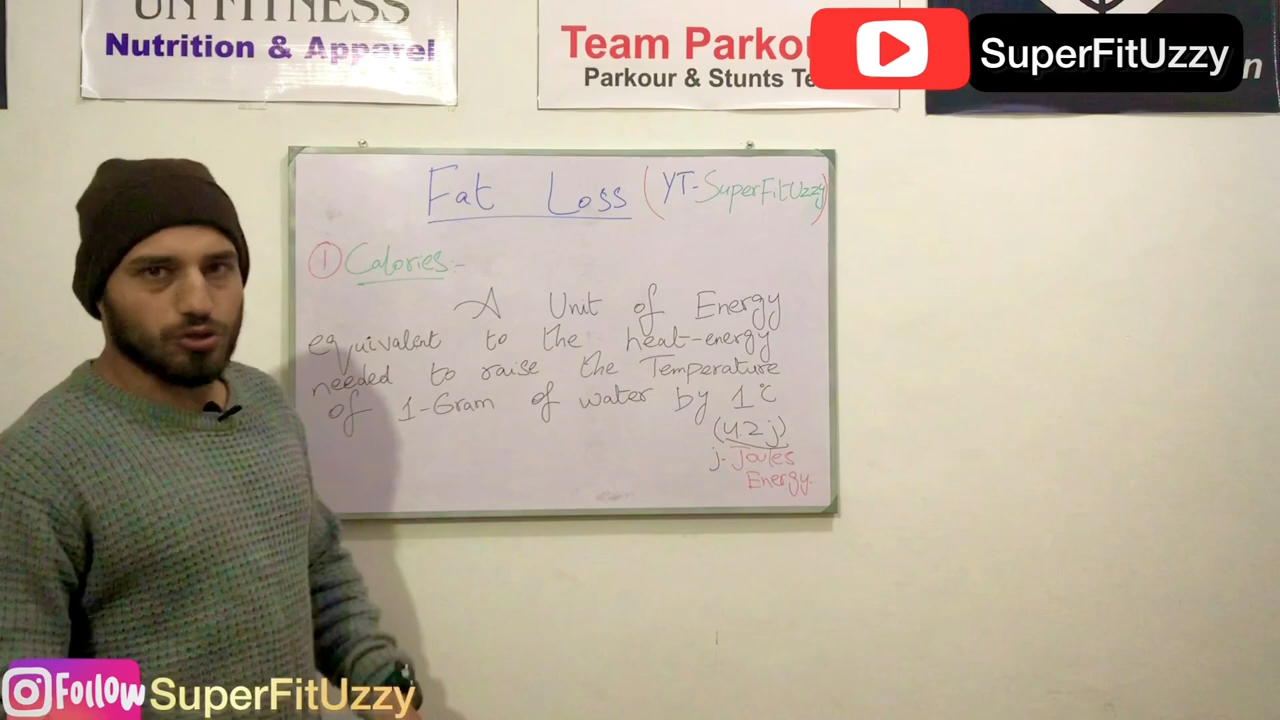 UN FITNESS
Nutrition & Apparel
Team Parkou
Parkour & Stunts Te
SuperFitUzzy
Fat Loss (YT-SuperFitUzzy)
① Calories:-
A Unit of Energy
equivalent to the heat-energy
needed to raise the Temperature
of 1-Gram of water by 1°C
(4.2 j)
j- Joules
Energy.
Follow SuperFitUzzy